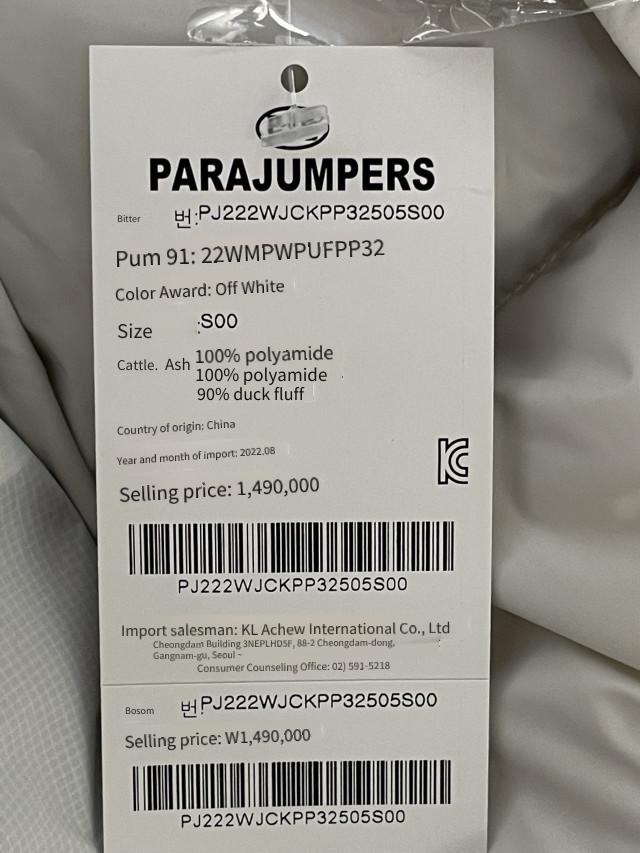 PARAJUMPERS
Bitter 번:PJ222WJCKPP32505S00
Pum 91: 22WMPWPUFPP32
Color Award: Off White
Size :S00
Cattle. Ash 100% polyamide
100% polyamide
90% duck fluff
Country of origin: China
Year and month of import: 2022.08
Selling price: 1,490,000
PJ222WJCKPP32505S00
Import salesman: KL Achew International Co., Ltd
Cheongdam Building 3NEPLHD5F, 88-2 Cheongdam-dong,
Gangnam-gu, Seoul ~
Consumer Counseling Office: 02) 591-5218
Bosom 번:PJ222WJCKPP32505S00
Selling price: W1,490,000
PJ222WJCKPP32505S00